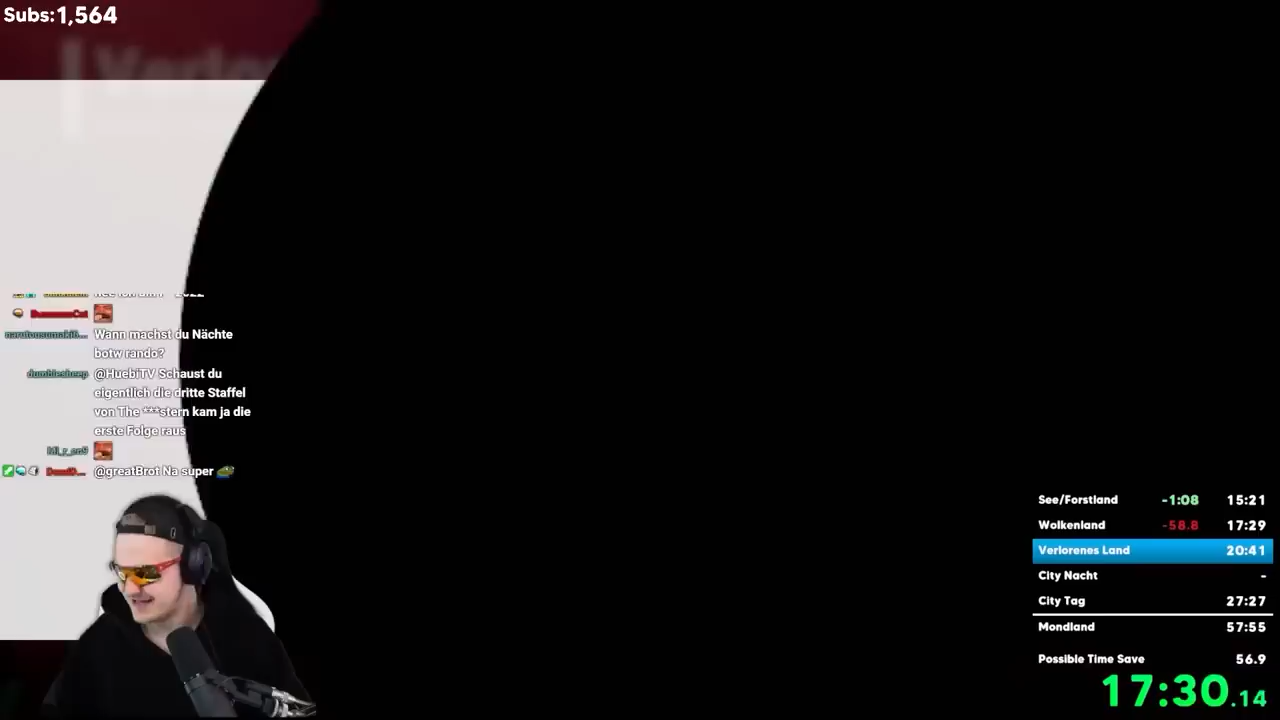 Subs:1,564
Wann machst du Nächte
botw rando?
@HuebiTV Schaust du
eigentlich die dritte Staffel
von The ***stern kam ja die
erste Folge raus
@greatBrot Na super
See/Forstland -1:08 15:21
Wolkenland -58.8 17:29
Verlorenes Land 20:41
City Nacht -
City Tag 27:27
Mondland 57:55
Possible Time Save 56.9
17:30.14